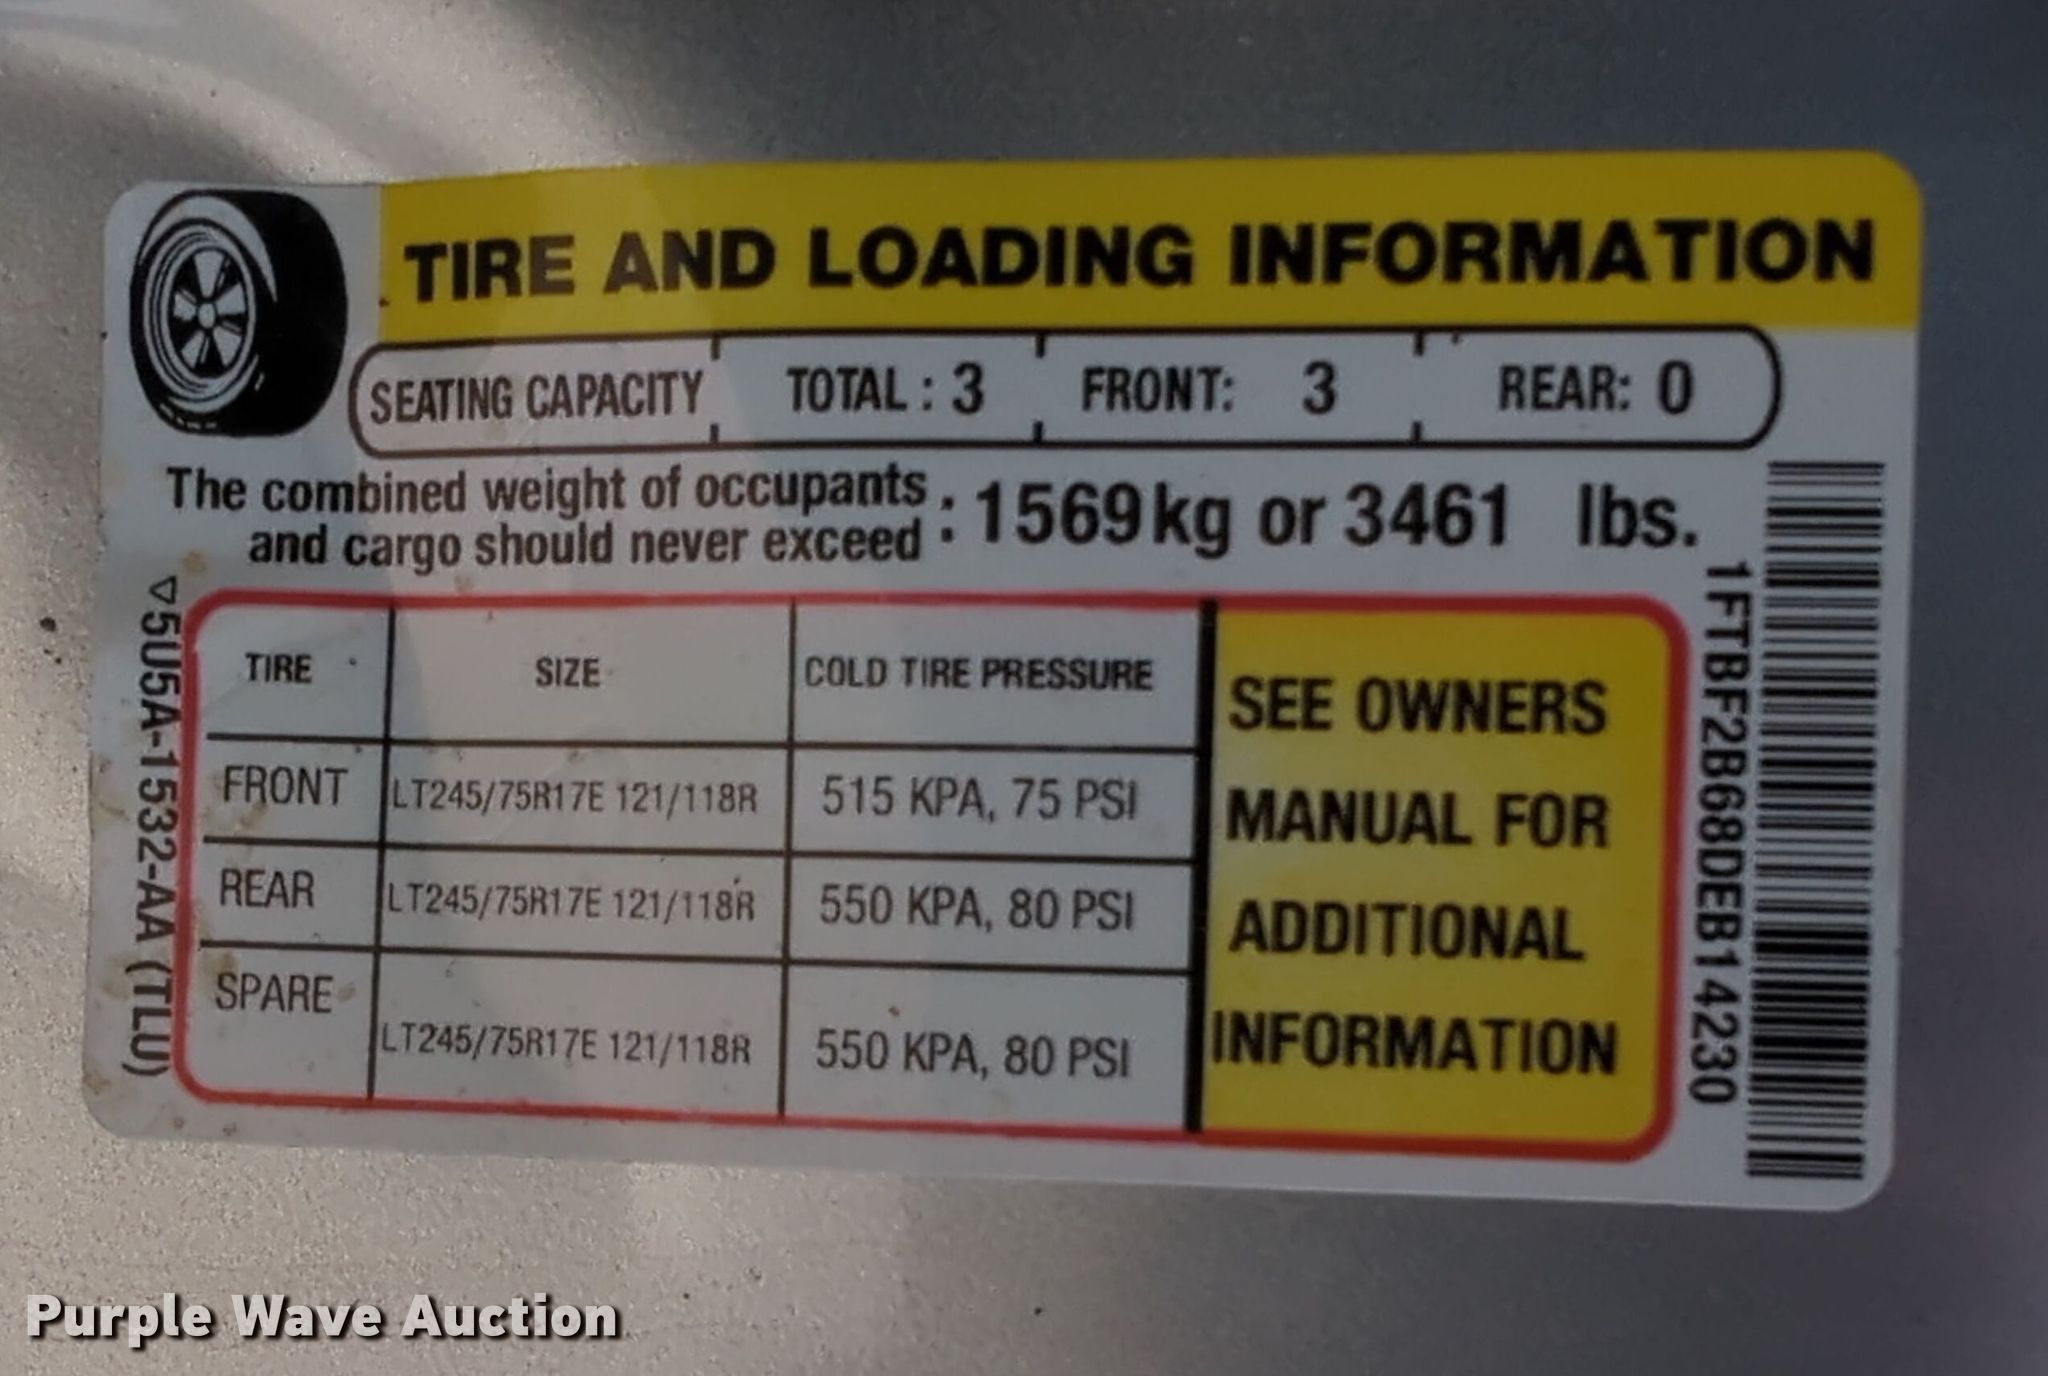 TIRE AND LOADING INFORMATION
SEATING CAPACITY TOTAL : 3 FRONT: 3 REAR: 0
The combined weight of occupants
and cargo should never exceed : 1569 kg or 3461 lbs.
▽5U5A-1532-AA (TLU)
TIRE SIZE COLD TIRE PRESSURE
FRONT LT245/75R17E 121/118R 515 KPA, 75 PSI
REAR LT245/75R17E 121/118R 550 KPA, 80 PSI
SPARE LT245/75R17E 121/118R 550 KPA, 80 PSI
SEE OWNERS
MANUAL FOR
ADDITIONAL
INFORMATION
1FTBF2B68DEB14230
Purple Wave Auction